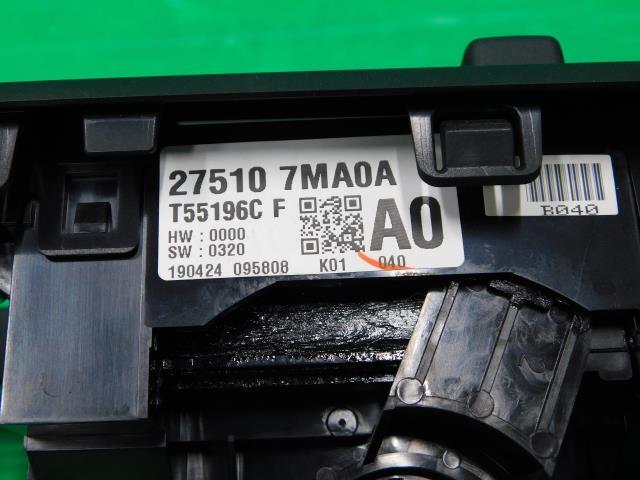 27510 7MA0A
T55196C F
HW : 0000
SW : 0320
A0
190424 095808 K01 040
B040